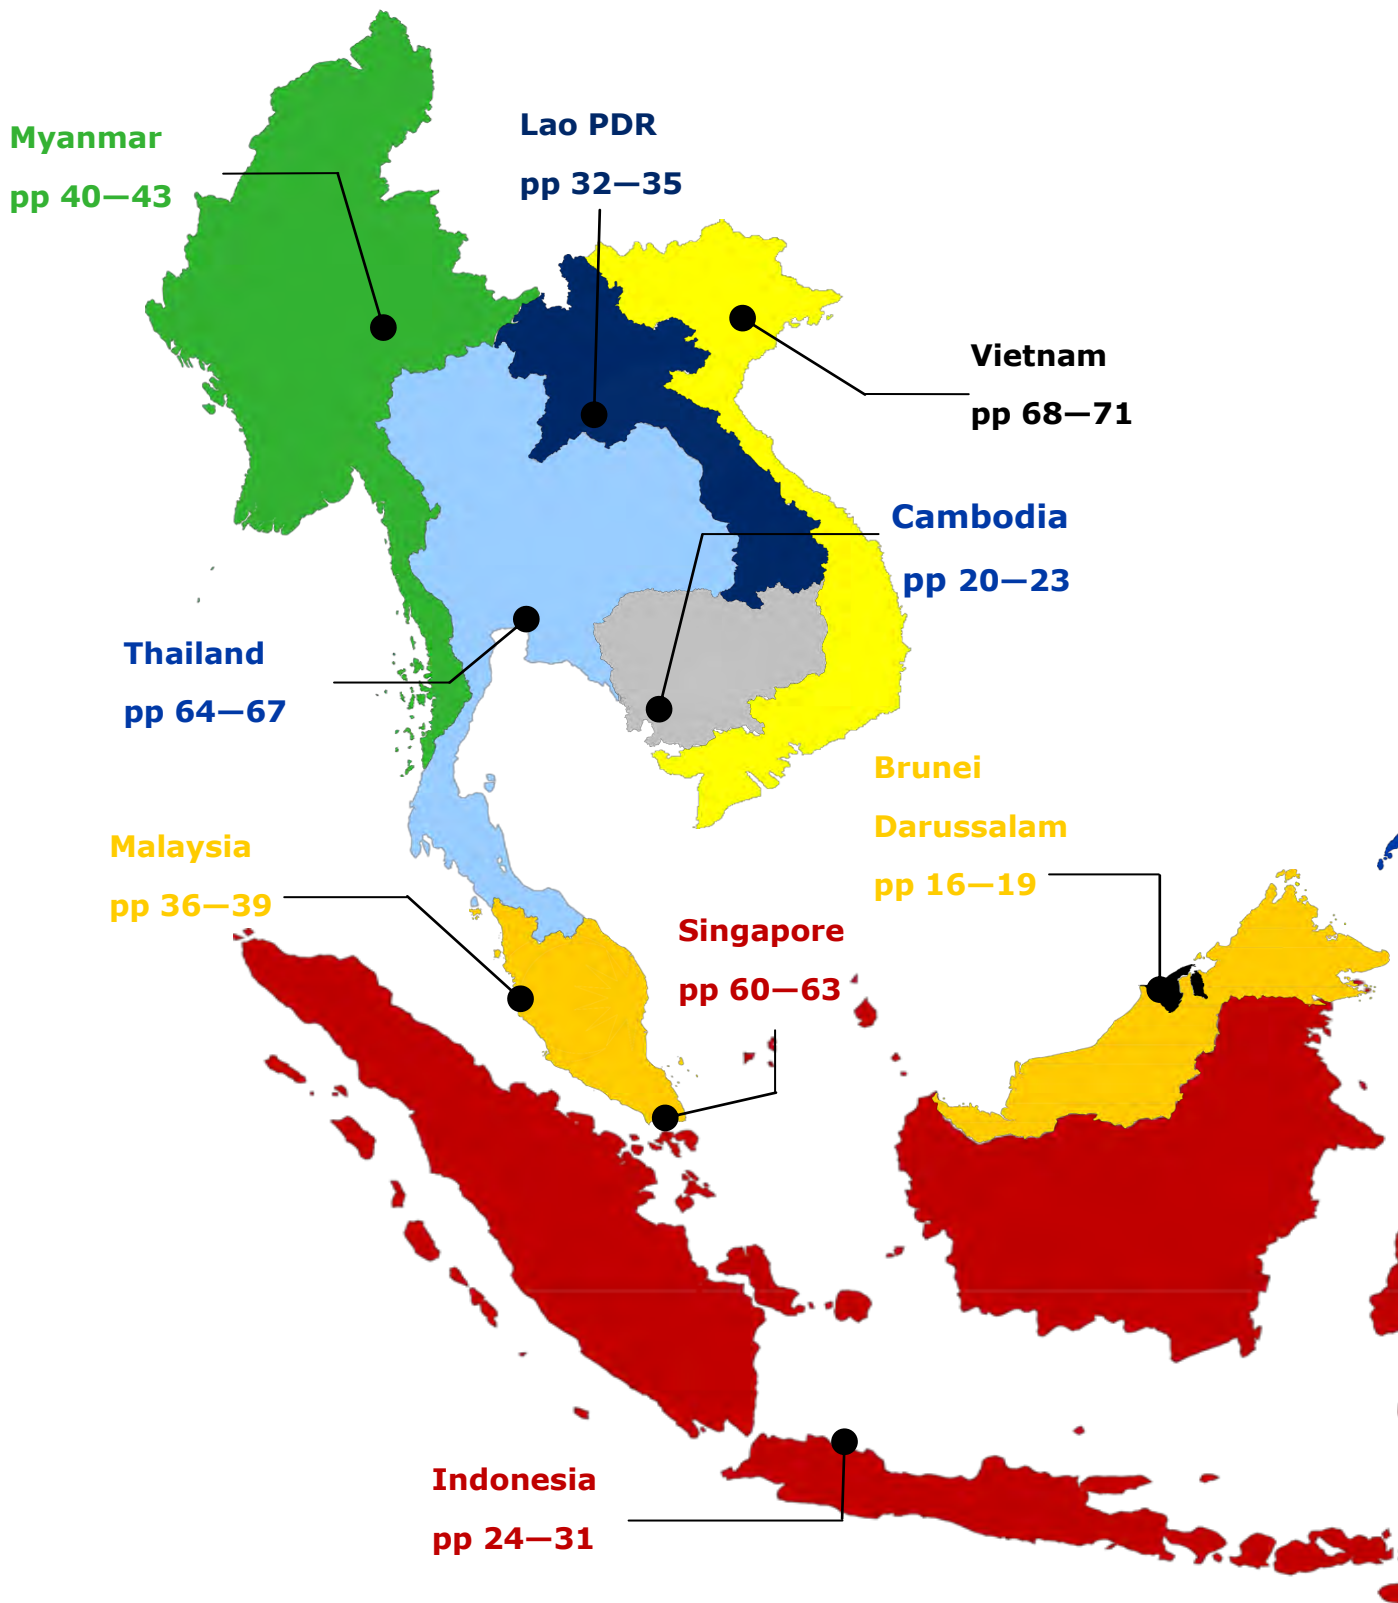 Myanmar
pp 40—43
Lao PDR
pp 32—35
Vietnam
pp 68—71
Cambodia
pp 20—23
Thailand
pp 64—67
Brunei
Darussalam
pp 16—19
Malaysia
pp 36—39
Singapore
pp 60—63
Indonesia
pp 24—31